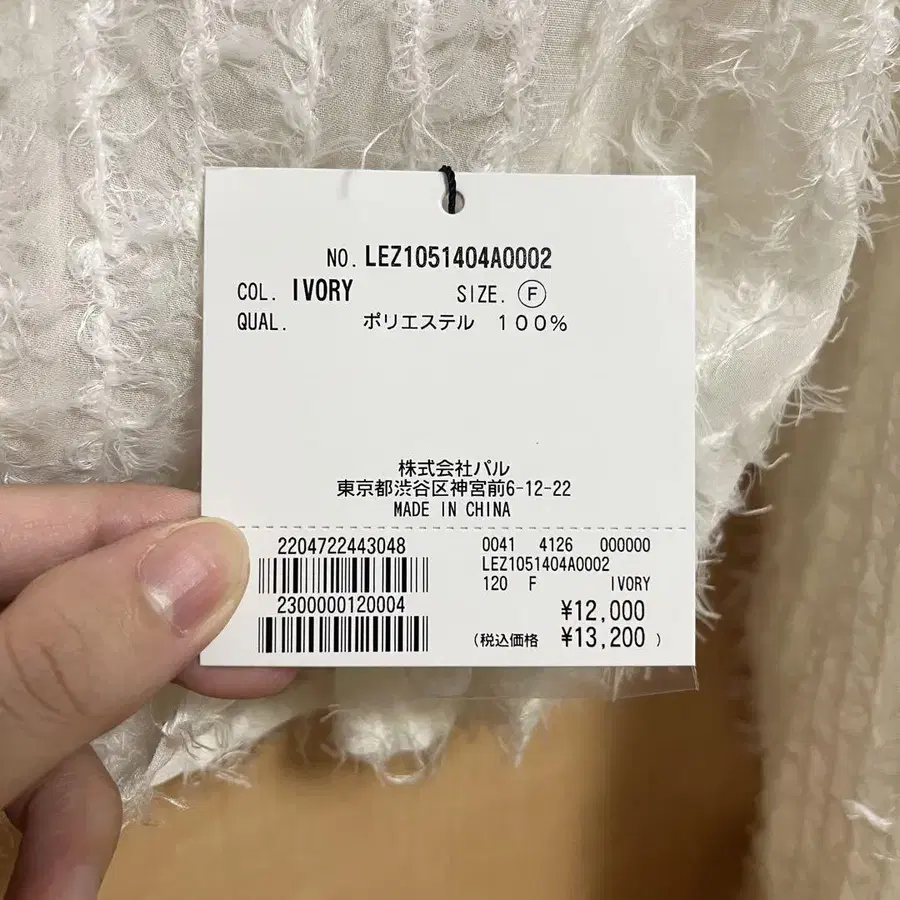 NO. LEZ1051404A0002
COL. IVORY SIZE. Ⓕ
QUAL. ポリエステル 100%
株式会社パル
東京都渋谷区神宮前6-12-22
MADE IN CHINA
2204722443048
2300000120004
0041 4126 000000
LEZ1051404A0002
120 F IVORY
¥12,000
(税込価格 ¥13,200 )